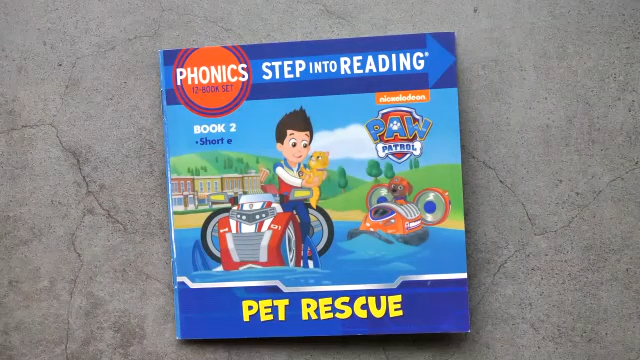 PHONICS
12-BOOK SET
STEP INTO READING®
nickelodeon
BOOK 2
•Short e
PAW
PATROL
PET RESCUE